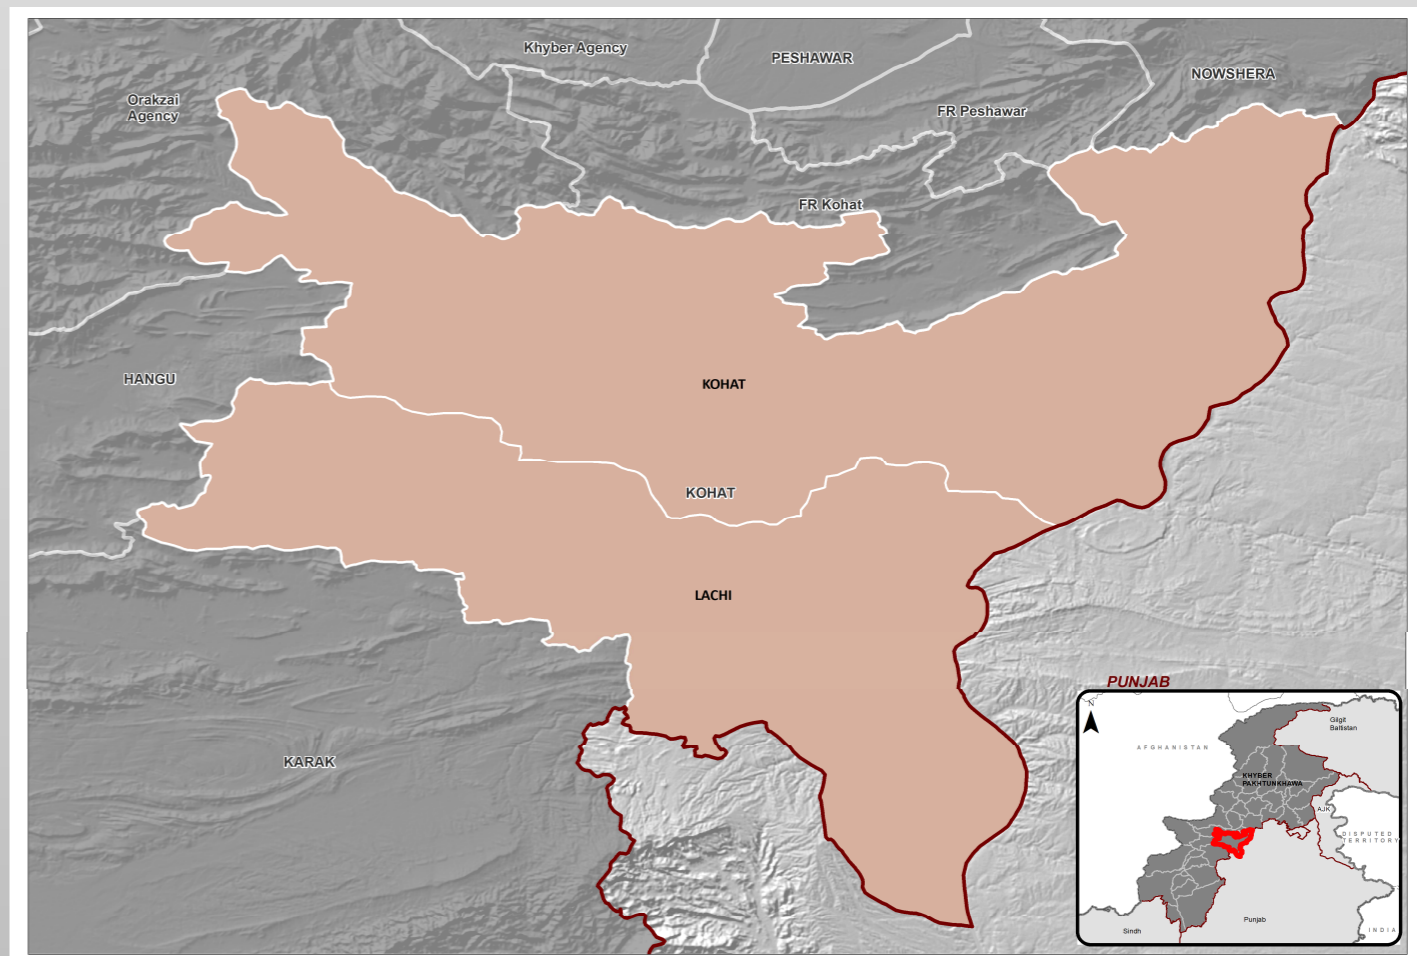 Khyber Agency
PESHAWAR
NOWSHERA
Orakzai
Agency
FR Peshawar
FR Kohat
HANGU
KOHAT
KOHAT
LACHI
KARAK
PUNJAB
N
Gilgit
Baltistan
AFGHANISTAN
KHYBER
PAKHTUNKHAWA
AJK
DISPUTED
TERRITORY
Punjab
Sindh
INDIA